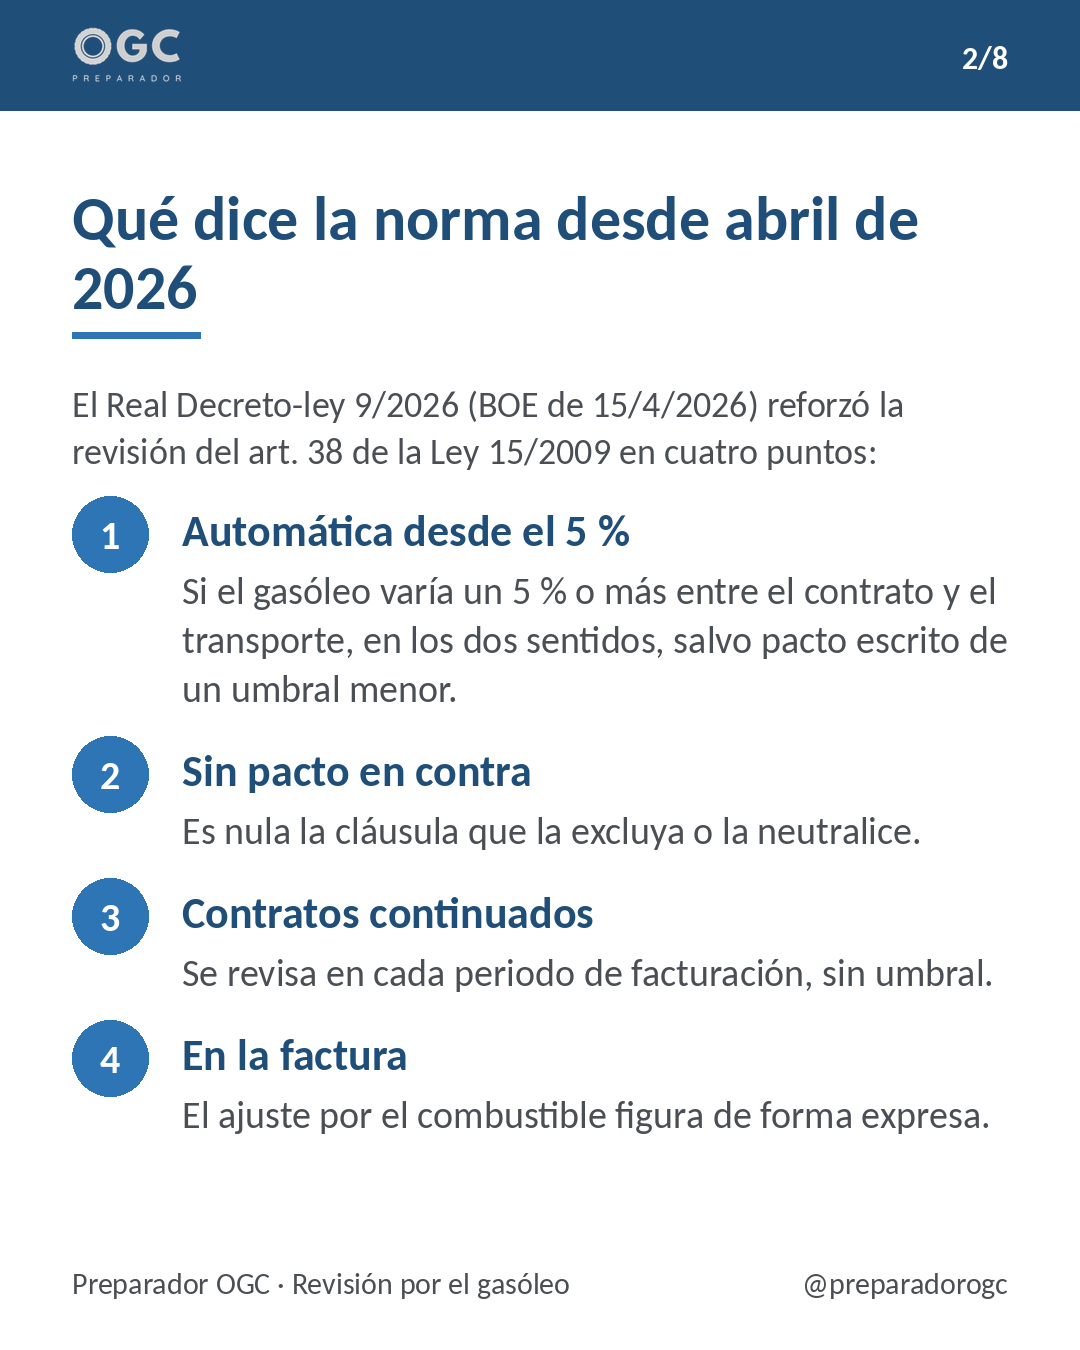 OGC
PREPARADOR
2/8
Qué dice la norma desde abril de
2026
El Real Decreto-ley 9/2026 (BOE de 15/4/2026) reforzó la
revisión del art. 38 de la Ley 15/2009 en cuatro puntos:
1
Automática desde el 5 %
Si el gasóleo varía un 5 % o más entre el contrato y el
transporte, en los dos sentidos, salvo pacto escrito de
un umbral menor.
2
Sin pacto en contra
Es nula la cláusula que la excluya o la neutralice.
3
Contratos continuados
Se revisa en cada periodo de facturación, sin umbral.
4
En la factura
El ajuste por el combustible figura de forma expresa.
Preparador OGC · Revisión por el gasóleo
@preparadorogc